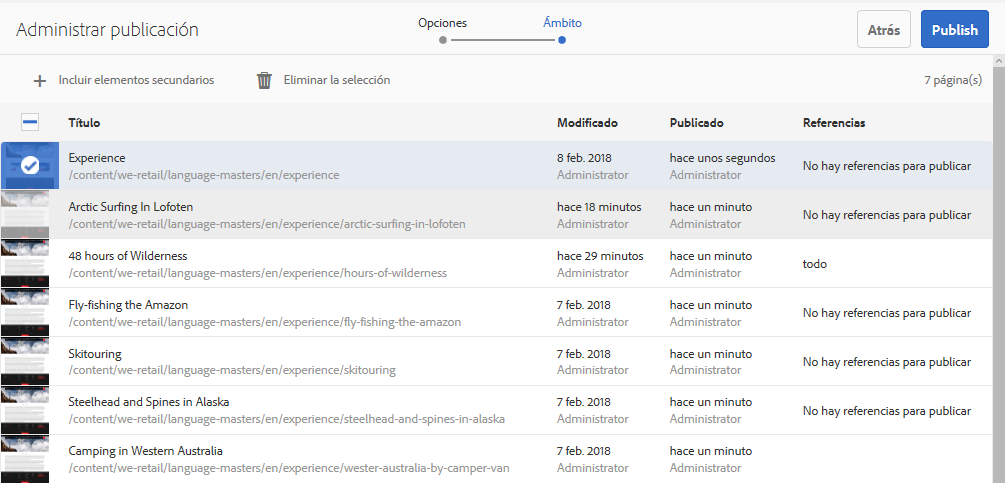 Administrar publicación
Opciones
Ámbito
Atrás
Publish
Incluir elementos secundarios
Eliminar la selección
7 página(s)
Título Modificado Publicado Referencias
Experience 8 feb. 2018 hace unos segundos No hay referencias para publicar
/content/we-retail/language-masters/en/experience Administrator Administrator
Arctic Surfing In Lofoten hace 18 minutos hace un minuto No hay referencias para publicar
/content/we-retail/language-masters/en/experience/arctic-surfing-in-lofoten Administrator Administrator
48 hours of Wilderness hace 29 minutos hace un minuto todo
/content/we-retail/language-masters/en/experience/hours-of-wilderness Administrator Administrator
Fly-fishing the Amazon 7 feb. 2018 hace un minuto No hay referencias para publicar
/content/we-retail/language-masters/en/experience/fly-fishing-the-amazon Administrator Administrator
Skitouring 7 feb. 2018 hace un minuto No hay referencias para publicar
/content/we-retail/language-masters/en/experience/skitouring Administrator Administrator
Steelhead and Spines in Alaska 7 feb. 2018 hace un minuto No hay referencias para publicar
/content/we-retail/language-masters/en/experience/steelhead-and-spines-in-alaska Administrator Administrator
Camping in Western Australia 7 feb. 2018 hace un minuto
/content/we-retail/language-masters/en/experience/wester-australia-by-camper-van Administrator Administrator